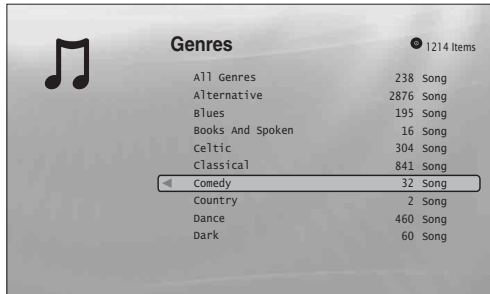 Genres
1214 Items
All Genres 238 Song
Alternative 2876 Song
Blues 195 Song
Books And Spoken 16 Song
Celtic 304 Song
Classical 841 Song
Comedy 32 Song
Country 2 Song
Dance 460 Song
Dark 60 Song